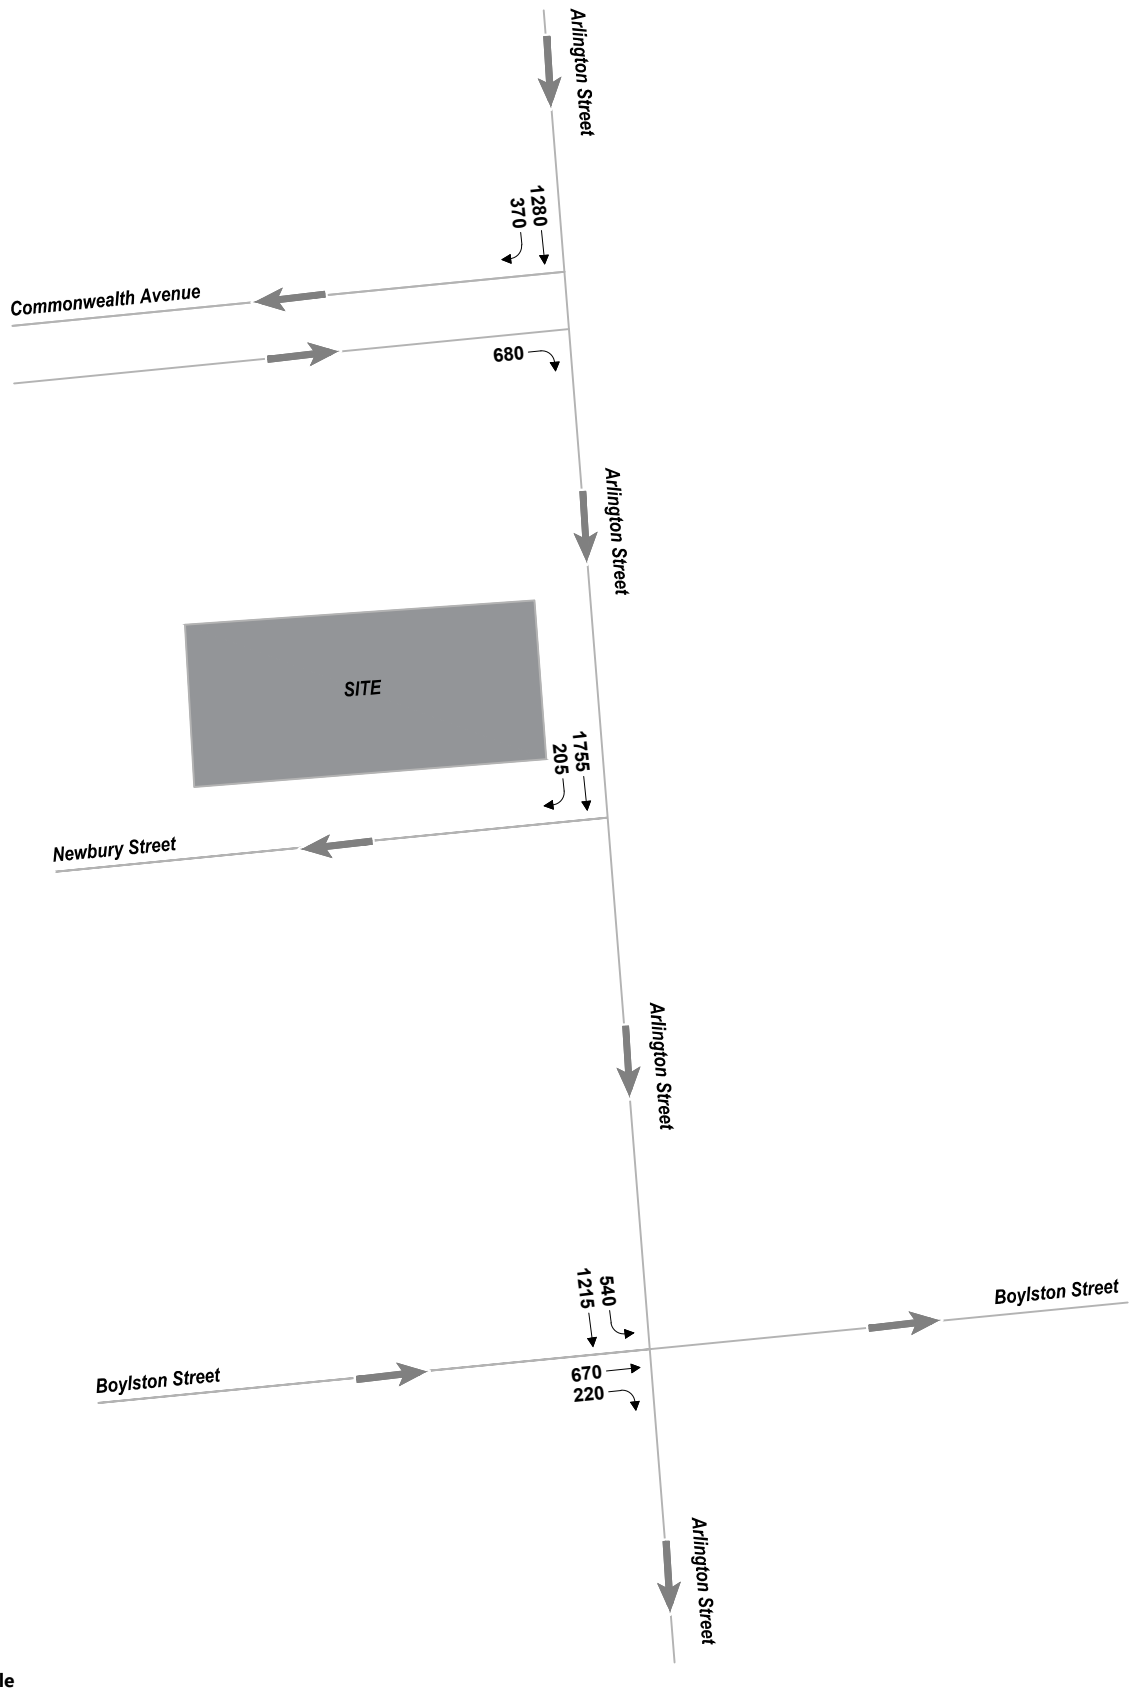 Arlington Street
1280
370
Commonwealth Avenue
680
Arlington Street
SITE
1755
205
Newbury Street
Arlington Street
540
1215
Boylston Street
Boylston Street
670
220
Arlington Street
le